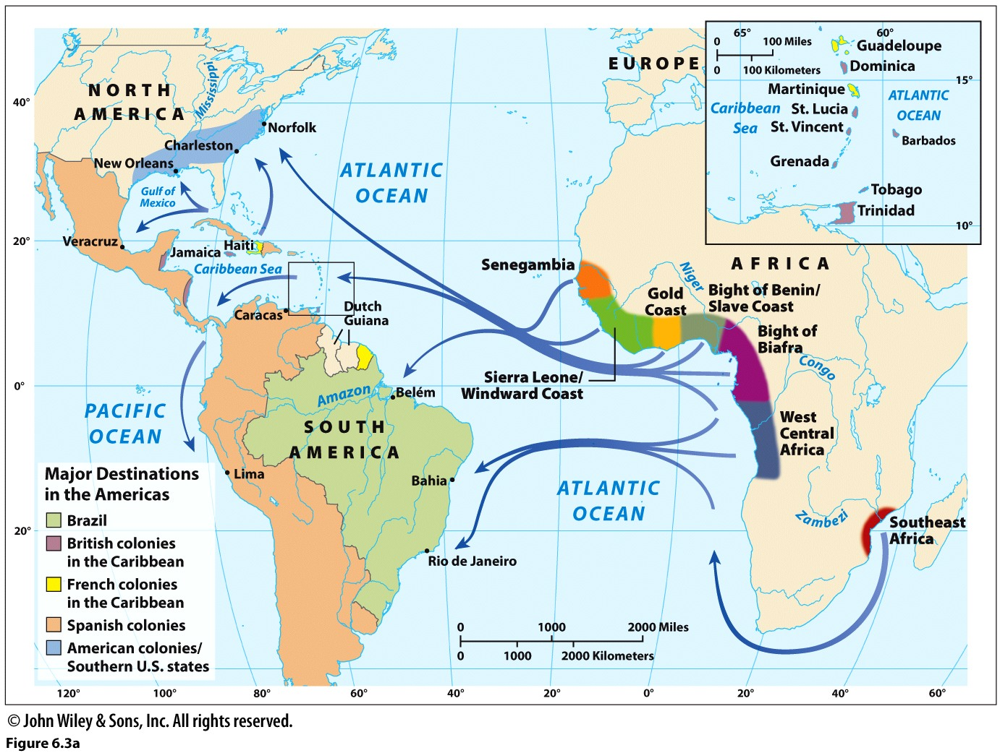 65°
60°
0
100 Miles
0
100 Kilometers
Guadeloupe
Dominica
15°
Martinique
ATLANTIC
OCEAN
Caribbean
Sea
St. Lucia
St. Vincent
Barbados
Grenada
Tobago
Trinidad
10°
EUROPE
NORTH
AMERICA
Mississippi
40°
Norfolk
Charleston
New Orleans
ATLANTIC
OCEAN
Gulf of
Mexico
20°
Veracruz
Jamaica
Haiti
Caribbean Sea
Senegambia
AFRICA
Niger
Gold
Coast
Bight of Benin/
Slave Coast
Caracas
Dutch
Guiana
Bight of
Biafra
Sierra Leone/
Windward Coast
Congo
0°
Amazon
Belém
PACIFIC
OCEAN
SOUTH
AMERICA
West
Central
Africa
Lima
Bahia
ATLANTIC
OCEAN
Zambezi
Southeast
Africa
20°
Rio de Janeiro
Major Destinations
in the Americas
Brazil
British colonies
in the Caribbean
French colonies
in the Caribbean
Spanish colonies
American colonies/
Southern U.S. states
0
1000
2000 Miles
0
1000
2000 Kilometers
120°
100°
80°
60°
40°
20°
0°
20°
40°
60°
© John Wiley & Sons, Inc. All rights reserved.
Figure 6.3a